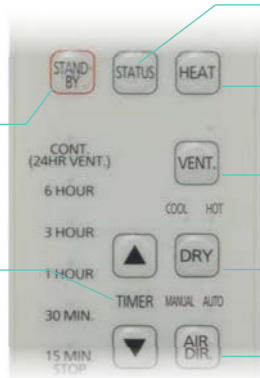 STAND-
BY
STATUS
HEAT
CONT.
(24HR VENT.)
VENT.
6 HOUR
COOL HOT
3 HOUR
▲
DRY
1 HOUR
TIMER
MANUAL AUTO
30 MIN.
▼
AIR
DIR.
15 MIN.
STOP